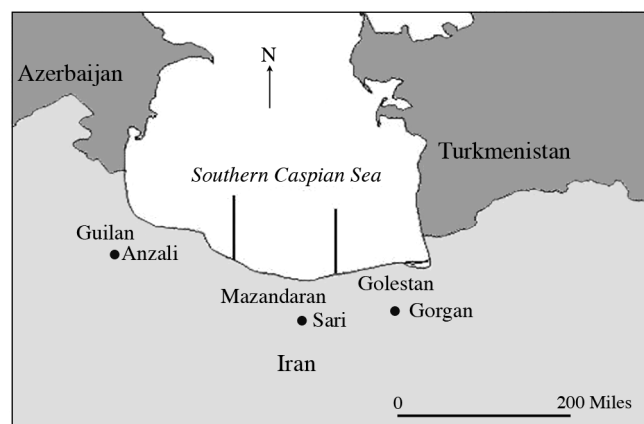 N
Azerbaijan
Turkmenistan
Southern Caspian Sea
Guilan
Anzali
Golestan
Mazandaran
Gorgan
Sari
Iran
0 200 Miles